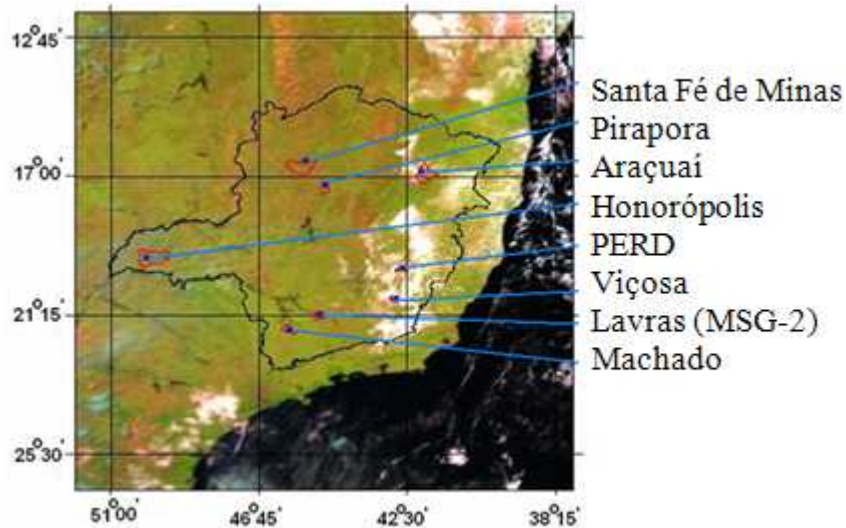 12°45'
17°00'
21°15'
25°30'
51°00'
46°45'
42°30'
38°15'
Santa Fé de Minas
Pirapora
Araçuaí
Honorópolis
PERD
Viçosa
Lavras (MSG-2)
Machado